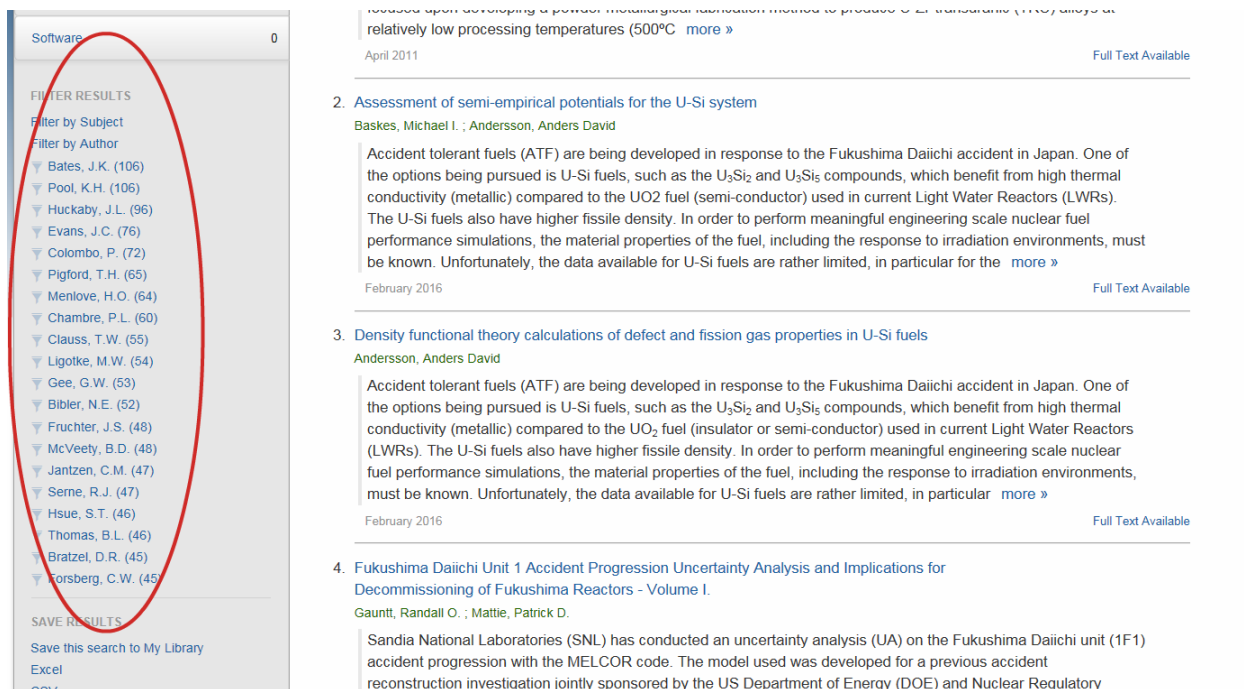 Software 0
FILTER RESULTS
Filter by Subject
Filter by Author
Bates, J.K. (106)
Pool, K.H. (106)
Huckaby, J.L. (96)
Evans, J.C. (76)
Colombo, P. (72)
Pigford, T.H. (65)
Menlove, H.O. (64)
Chambre, P.L. (60)
Clauss, T.W. (55)
Ligotke, M.W. (54)
Gee, G.W. (53)
Bibler, N.E. (52)
Fruchter, J.S. (48)
McVeety, B.D. (48)
Jantzen, C.M. (47)
Serne, R.J. (47)
Hsue, S.T. (46)
Thomas, B.L. (46)
Bratzel, D.R. (45)
Forsberg, C.W. (45)
SAVE RESULTS
Save this search to My Library
Excel
CSV
focused upon developing a powder metallurgical fabrication method to produce U-Zr-transuranic (TRU) alloys at
relatively low processing temperatures (500ºC more »
April 2011 Full Text Available
2. Assessment of semi-empirical potentials for the U-Si system
Baskes, Michael I. ; Andersson, Anders David
Accident tolerant fuels (ATF) are being developed in response to the Fukushima Daiichi accident in Japan. One of
the options being pursued is U-Si fuels, such as the U₃Si₂ and U₃Si₅ compounds, which benefit from high thermal
conductivity (metallic) compared to the UO2 fuel (semi-conductor) used in current Light Water Reactors (LWRs).
The U-Si fuels also have higher fissile density. In order to perform meaningful engineering scale nuclear fuel
performance simulations, the material properties of the fuel, including the response to irradiation environments, must
be known. Unfortunately, the data available for U-Si fuels are rather limited, in particular for the more »
February 2016 Full Text Available
3. Density functional theory calculations of defect and fission gas properties in U-Si fuels
Andersson, Anders David
Accident tolerant fuels (ATF) are being developed in response to the Fukushima Daiichi accident in Japan. One of
the options being pursued is U-Si fuels, such as the U₃Si₂ and U₃Si₅ compounds, which benefit from high thermal
conductivity (metallic) compared to the UO₂ fuel (insulator or semi-conductor) used in current Light Water Reactors
(LWRs). The U-Si fuels also have higher fissile density. In order to perform meaningful engineering scale nuclear
fuel performance simulations, the material properties of the fuel, including the response to irradiation environments,
must be known. Unfortunately, the data available for U-Si fuels are rather limited, in particular more »
February 2016 Full Text Available
4. Fukushima Daiichi Unit 1 Accident Progression Uncertainty Analysis and Implications for
Decommissioning of Fukushima Reactors - Volume I.
Gauntt, Randall O. ; Mattie, Patrick D.
Sandia National Laboratories (SNL) has conducted an uncertainty analysis (UA) on the Fukushima Daiichi unit (1F1)
accident progression with the MELCOR code. The model used was developed for a previous accident
reconstruction investigation jointly sponsored by the US Department of Energy (DOE) and Nuclear Regulatory